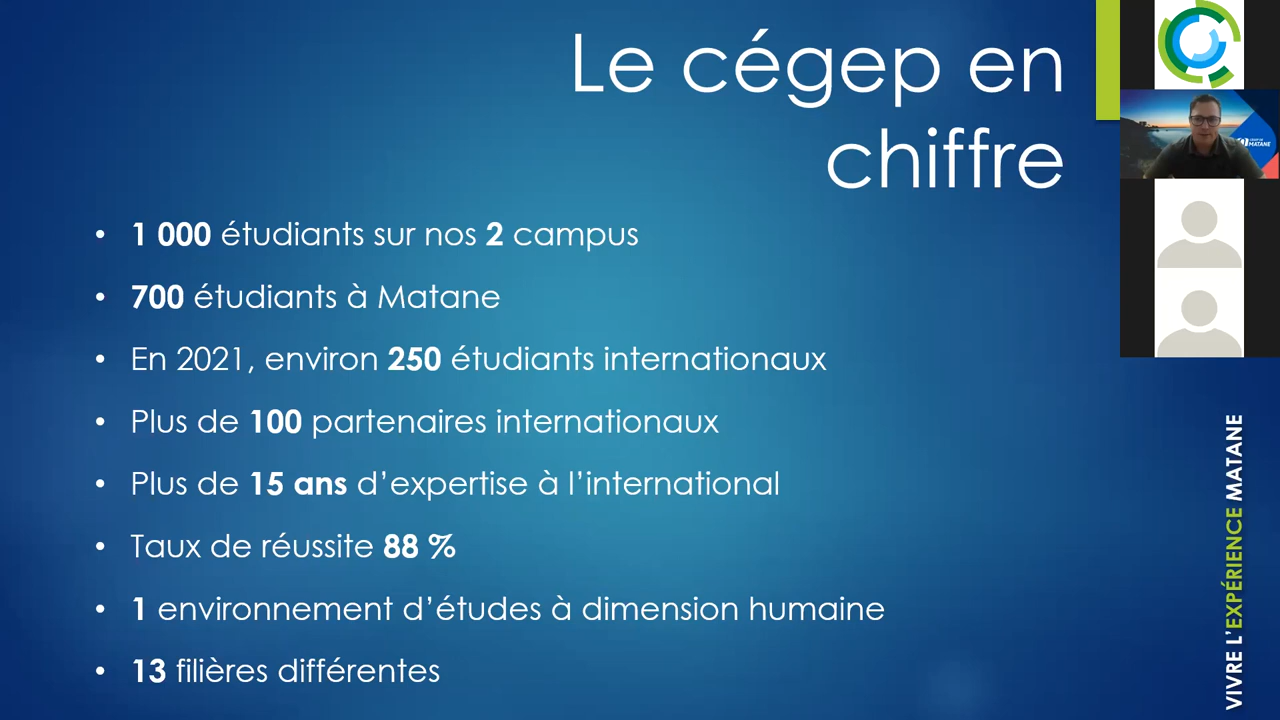 Le cégep en
chiffre
• 1 000 étudiants sur nos 2 campus
• 700 étudiants à Matane
• En 2021, environ 250 étudiants internationaux
• Plus de 100 partenaires internationaux
• Plus de 15 ans d’expertise à l’international
• Taux de réussite 88 %
• 1 environnement d’études à dimension humaine
• 13 filières différentes
MATANE
VIVRE L’EXPÉRIENCE MATANE